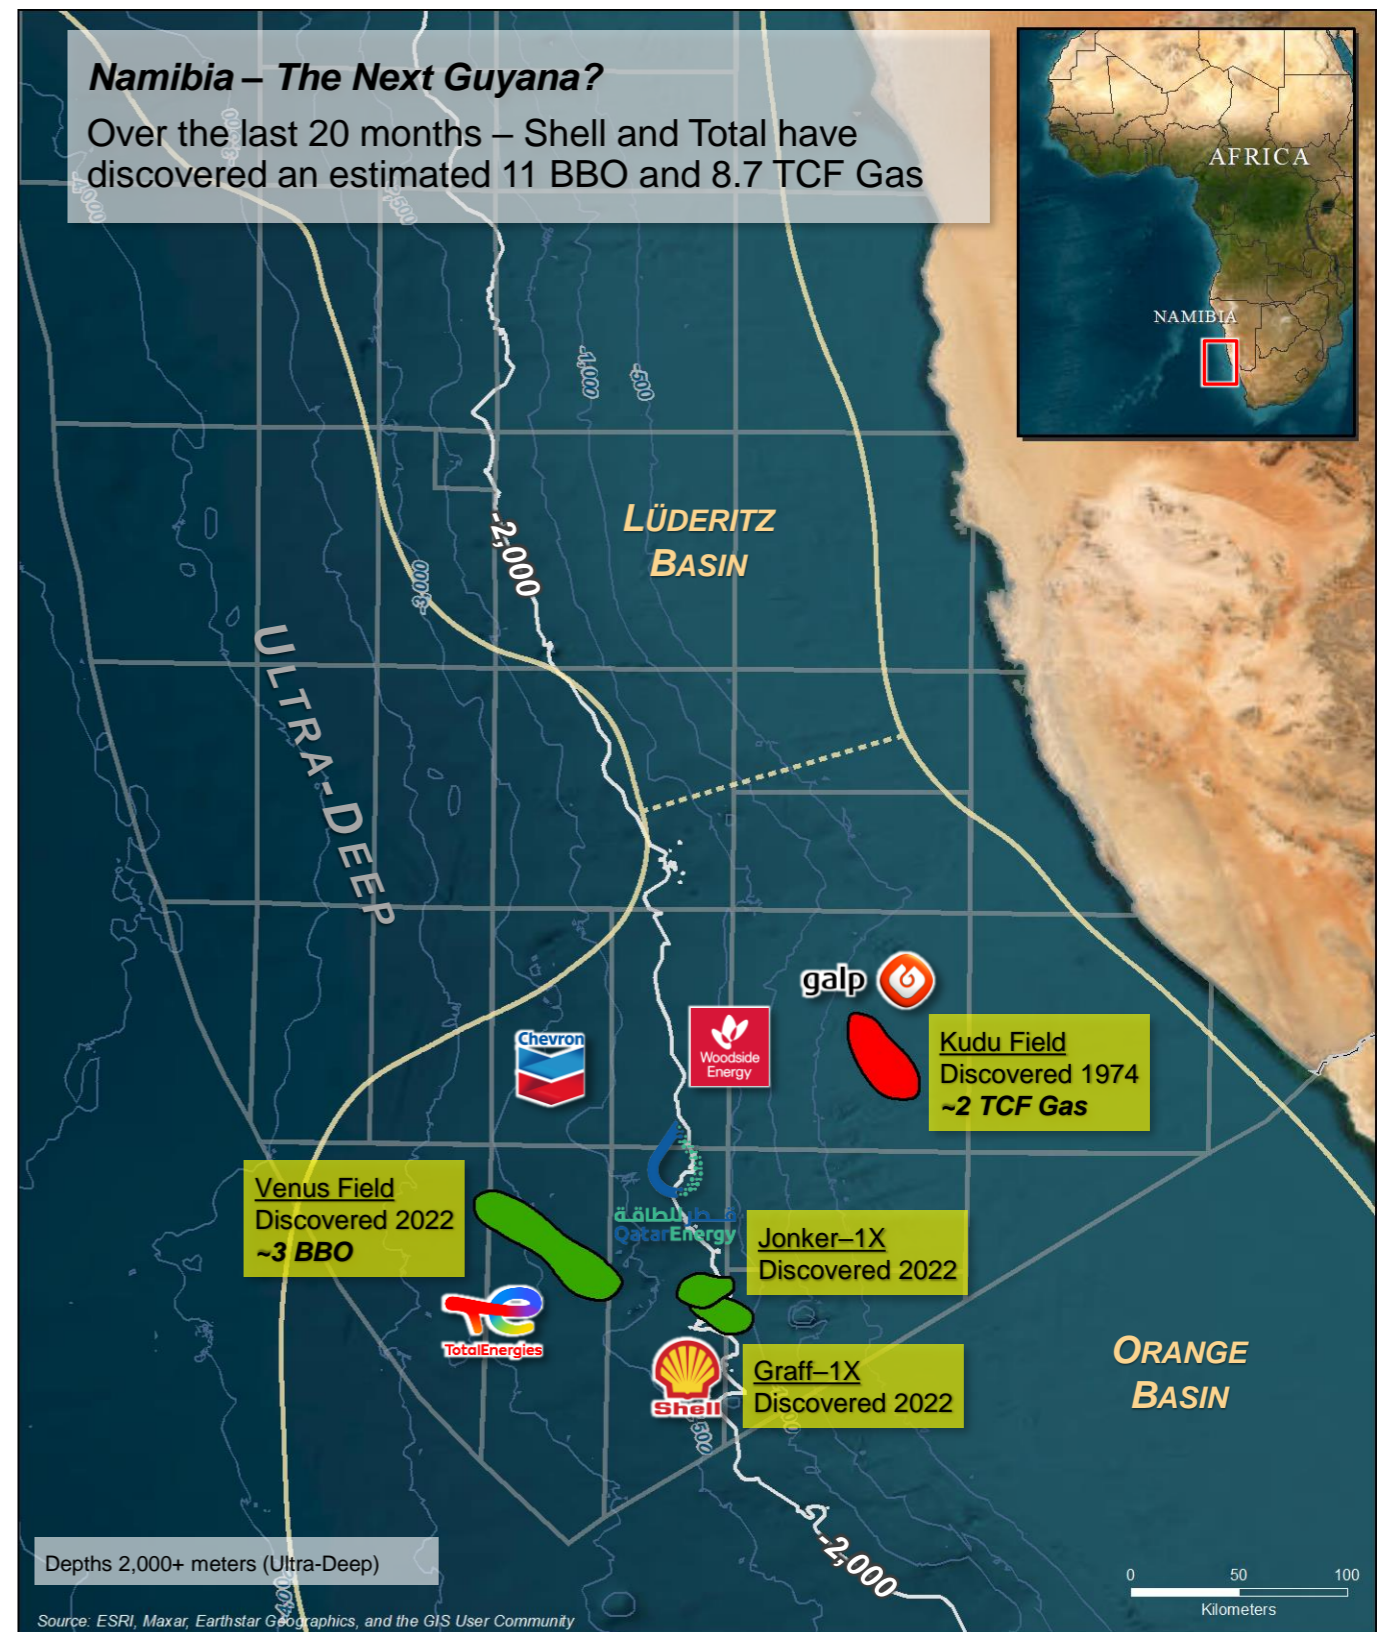 Namibia – The Next Guyana?
Over the last 20 months – Shell and Total have
discovered an estimated 11 BBO and 8.7 TCF Gas
AFRICA
NAMIBIA
-4,000
-1,000
-500
LÜDERITZ
BASIN
-2,000
-3,000
ULTRA-DEEP
galp
Chevron
Woodside
Energy
Kudu Field
Discovered 1974
~2 TCF Gas
قطر للطاقة
QatarEnergy
Venus Field
Discovered 2022
~3 BBO
Jonker–1X
Discovered 2022
TotalEnergies
Shell
Graff–1X
Discovered 2022
ORANGE
BASIN
-2,000
Depths 2,000+ meters (Ultra-Deep)
0 50 100
Kilometers
Source: ESRI, Maxar, Earthstar Geographics, and the GIS User Community